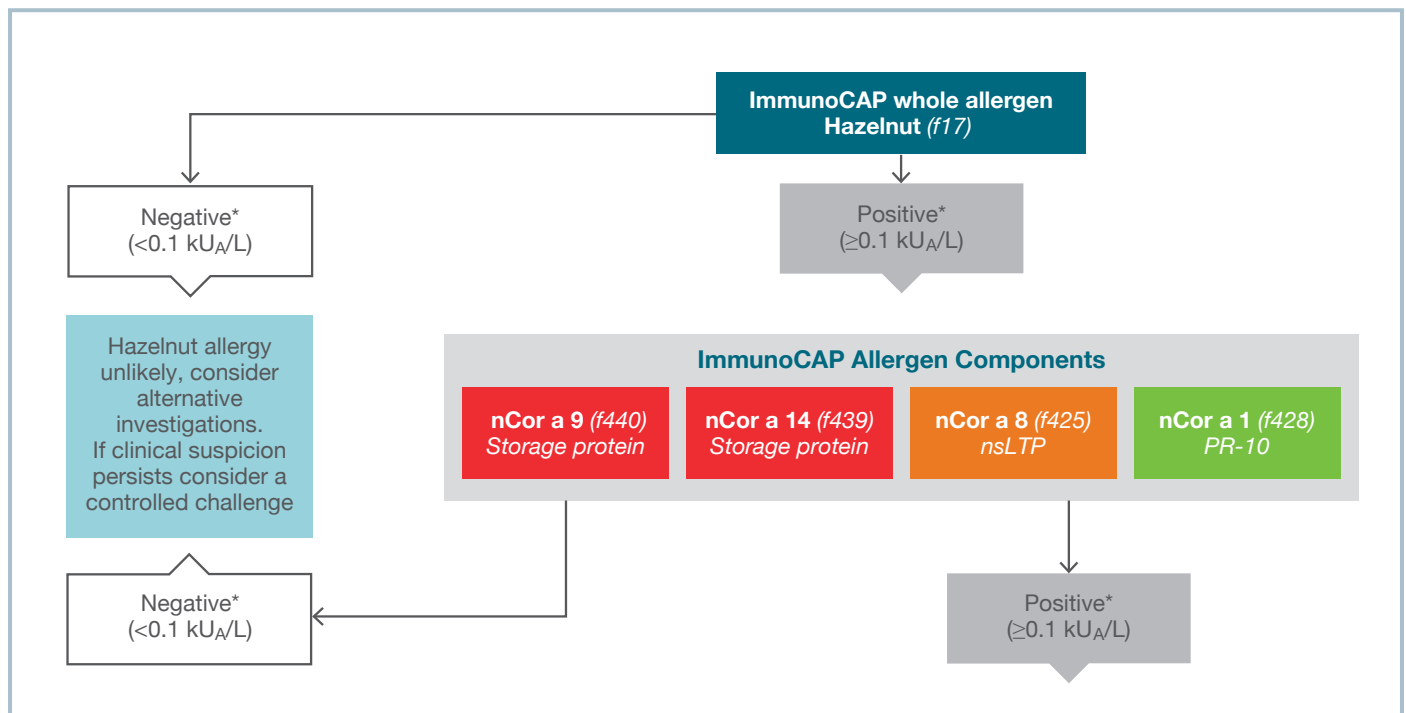 ImmunoCAP whole allergen
Hazelnut (f17)
Negative*
(<0.1 kUA/L)
Positive*
(≥0.1 kUA/L)
Hazelnut allergy
unlikely, consider
alternative
investigations.
If clinical suspicion
persists consider a
controlled challenge
ImmunoCAP Allergen Components
nCor a 9 (f440)
Storage protein
nCor a 14 (f439)
Storage protein
nCor a 8 (f425)
nsLTP
nCor a 1 (f428)
PR-10
Negative*
(<0.1 kUA/L)
Positive*
(≥0.1 kUA/L)